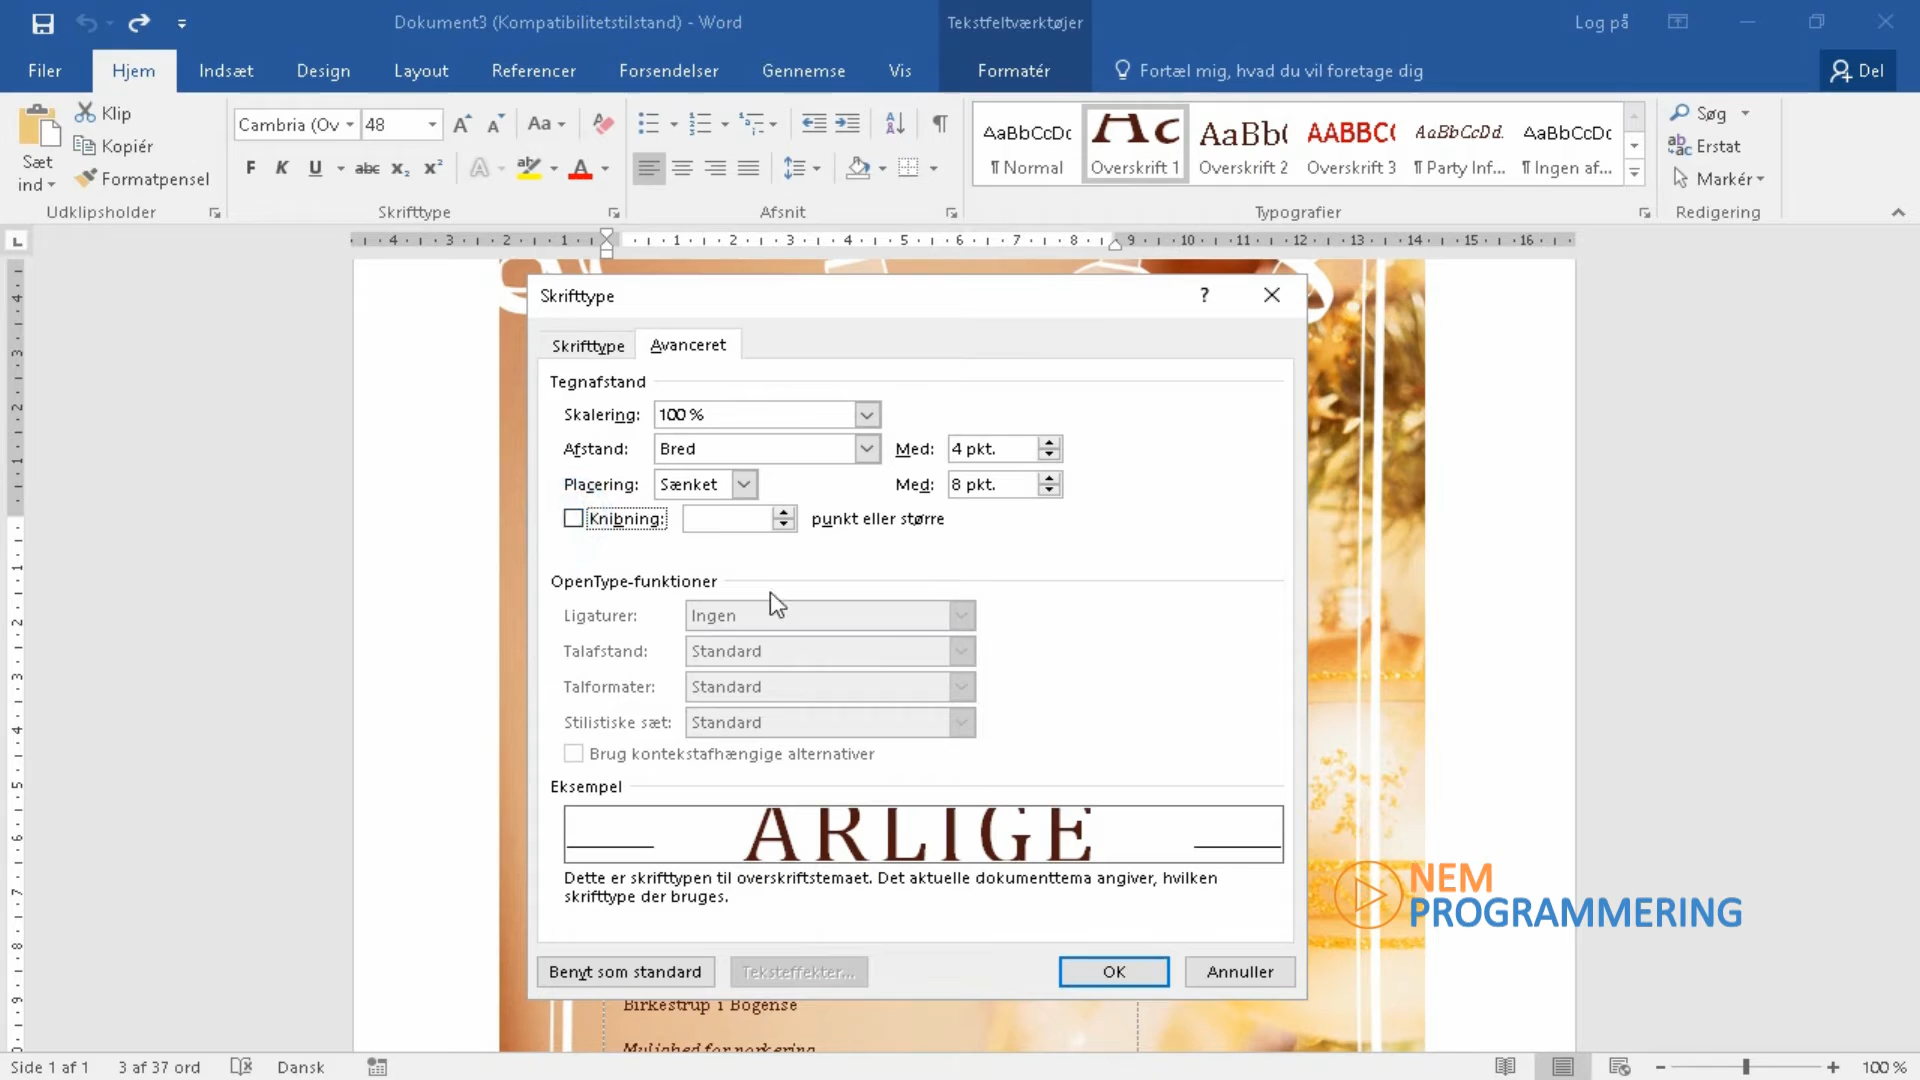 Dokument3 (Kompatibilitetstilstand) - Word
Tekstfeltværktøjer
Log på
Filer
Hjem
Indsæt
Design
Layout
Referencer
Forsendelser
Gennemse
Vis
Formatér
Fortæl mig, hvad du vil foretage dig
Del
Sæt
ind
Klip
Kopiér
Formatpensel
Udklipsholder
Cambria (Ov
48
Aa
F K U abc x₂ x²
Skrifttype
Afsnit
AaBbCcDc
¶ Normal
Overskrift 1
AaBb(
Overskrift 2
AABBC(
Overskrift 3
AaBbCcDd.
¶ Party Inf...
AaBbCcDc
¶ Ingen af...
Typografier
Søg
Erstat
Markér
Redigering
Skrifttype
Skrifttype
Avanceret
Tegnafstand
Skalering: 100 %
Afstand: Bred Med: 4 pkt.
Placering: Sænket Med: 8 pkt.
Knibning: punkt eller større
OpenType-funktioner
Ligaturer: Ingen
Talafstand: Standard
Talformater: Standard
Stilistiske sæt: Standard
Brug kontekstafhængige alternativer
Eksempel
Dette er skrifttypen til overskriftstemaet. Det aktuelle dokumenttema angiver, hvilken
skrifttype der bruges.
Benyt som standard
Teksteffekter...
OK
Annuller
Birkestrup i Bogense
NEM
PROGRAMMERING
Side 1 af 1
3 af 37 ord
Dansk
100 %